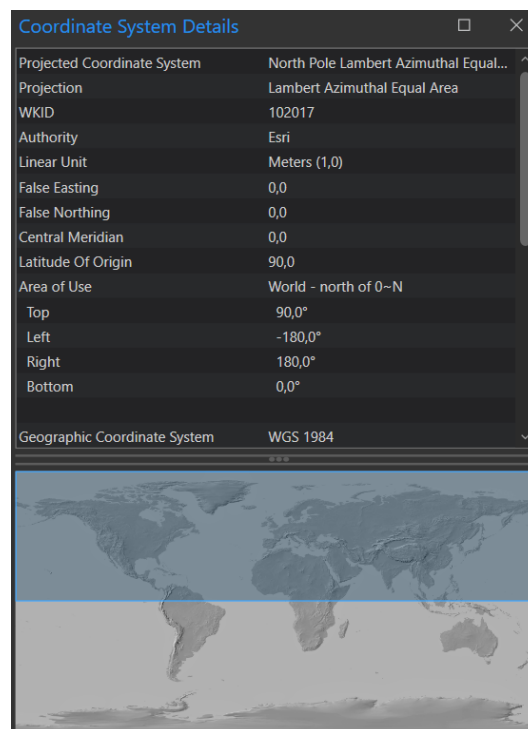 Coordinate System Details
Projected Coordinate System North Pole Lambert Azimuthal Equal...
Projection Lambert Azimuthal Equal Area
WKID 102017
Authority Esri
Linear Unit Meters (1,0)
False Easting 0,0
False Northing 0,0
Central Meridian 0,0
Latitude Of Origin 90,0
Area of Use World - north of 0~N
Top 90,0°
Left -180,0°
Right 180,0°
Bottom 0,0°
Geographic Coordinate System WGS 1984